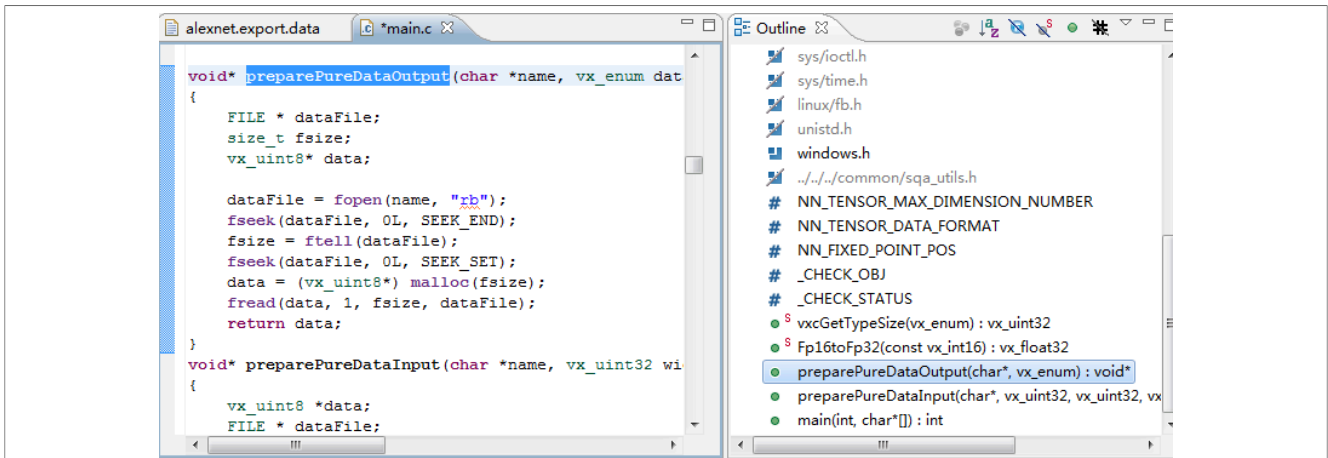 alexnet.export.data
*main.c
void* preparePureDataOutput(char *name, vx_enum dat
{
    FILE * dataFile;
    size_t fsize;
    vx_uint8* data;
    dataFile = fopen(name, "rb");
    fseek(dataFile, 0L, SEEK_END);
    fsize = ftell(dataFile);
    fseek(dataFile, 0L, SEEK_SET);
    data = (vx_uint8*) malloc(fsize);
    fread(data, 1, fsize, dataFile);
    return data;
}
void* preparePureDataInput(char *name, vx_uint32 wi
{
    vx_uint8 *data;
    FILE * dataFile;
Outline
sys/ioctl.h
sys/time.h
linux/fb.h
unistd.h
windows.h
../../../common/sqa_utils.h
# NN_TENSOR_MAX_DIMENSION_NUMBER
# NN_TENSOR_DATA_FORMAT
# NN_FIXED_POINT_POS
# _CHECK_OBJ
# _CHECK_STATUS
S vxcGetTypeSize(vx_enum) : vx_uint32
S Fp16toFp32(const vx_int16) : vx_float32
preparePureDataOutput(char*, vx_enum) : void*
preparePureDataInput(char*, vx_uint32, vx_uint32, vx
main(int, char*[]) : int